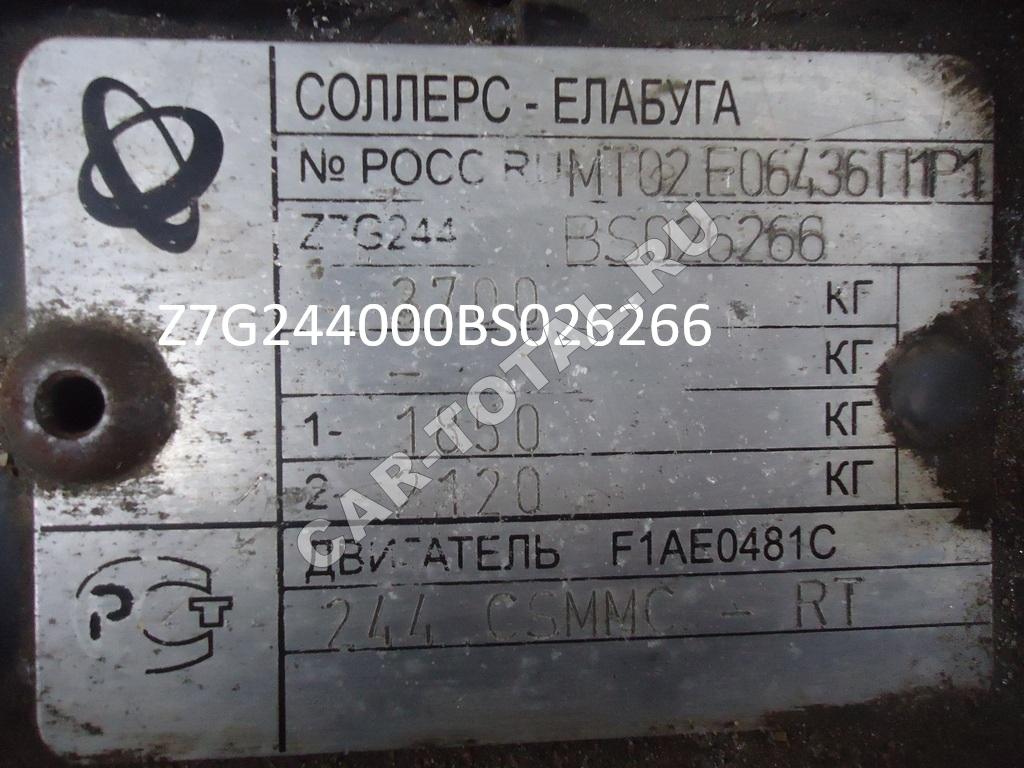 СОЛЛЕРС - ЕЛАБУГА
№ РОСС RU МТ02.Е06436П1Р1
Z7G244 BS026266
3700 КГ
Z7G244000BS026266
- КГ
1- 1850 КГ
2- 2120 КГ
ДВИГАТЕЛЬ F1AE0481C
244 CSMMC - RT
РСТ
CAR-TOTAL.RU